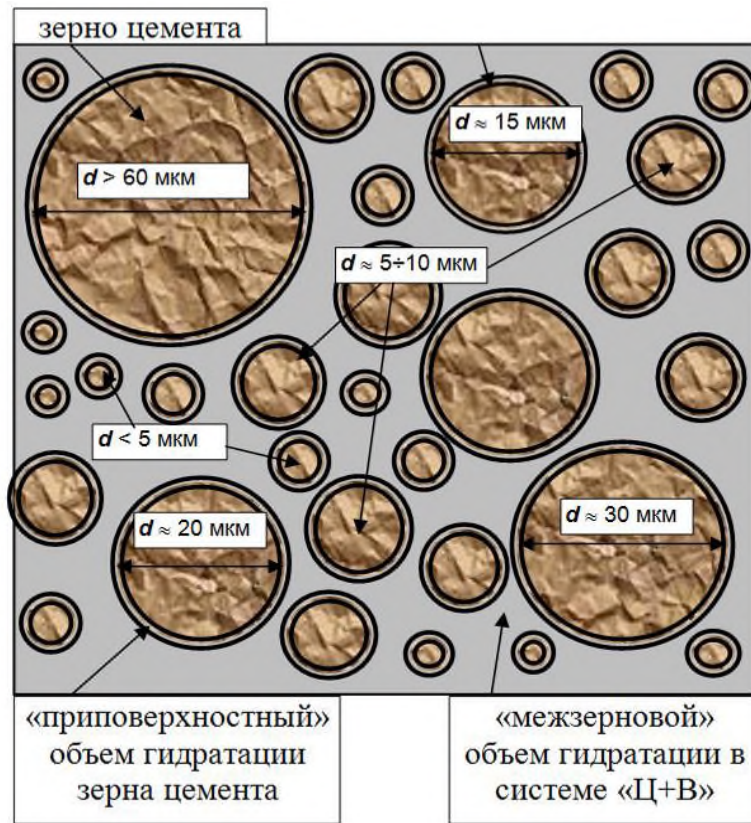 зерно цемента
d ≈ 15 мкм
d > 60 мкм
d ≈ 5÷10 мкм
d < 5 мкм
d ≈ 20 мкм
d ≈ 30 мкм
«приповерхностный»
объем гидратации
зерна цемента
«межзерновой»
объем гидратации в
системе «Ц+В»